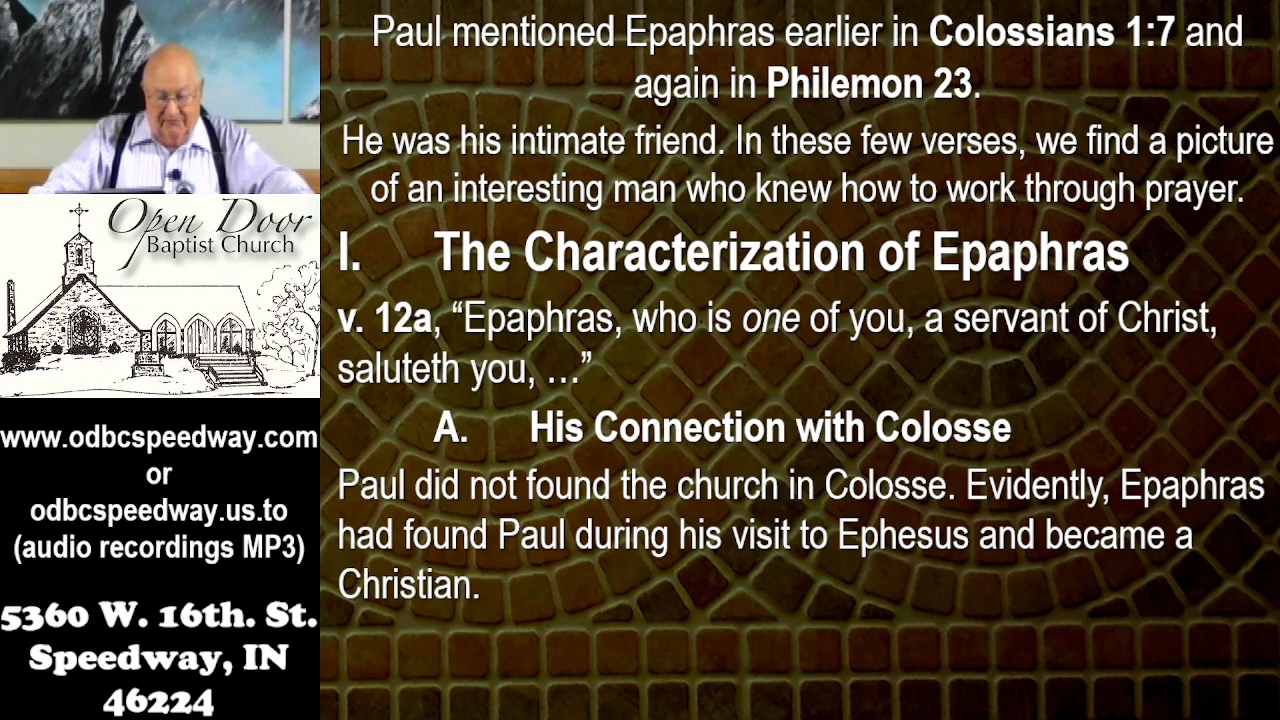 Paul mentioned Epaphras earlier in Colossians 1:7 and
again in Philemon 23.
He was his intimate friend. In these few verses, we find a picture
of an interesting man who knew how to work through prayer.
I. The Characterization of Epaphras
v. 12a, “Epaphras, who is one of you, a servant of Christ,
saluteth you, …”
A. His Connection with Colosse
Paul did not found the church in Colosse. Evidently, Epaphras
had found Paul during his visit to Ephesus and became a
Christian.
Open Door
Baptist Church
www.odbcspeedway.com
or
odbcspeedway.us.to
(audio recordings MP3)
5360 W. 16th. St.
Speedway, IN
46224